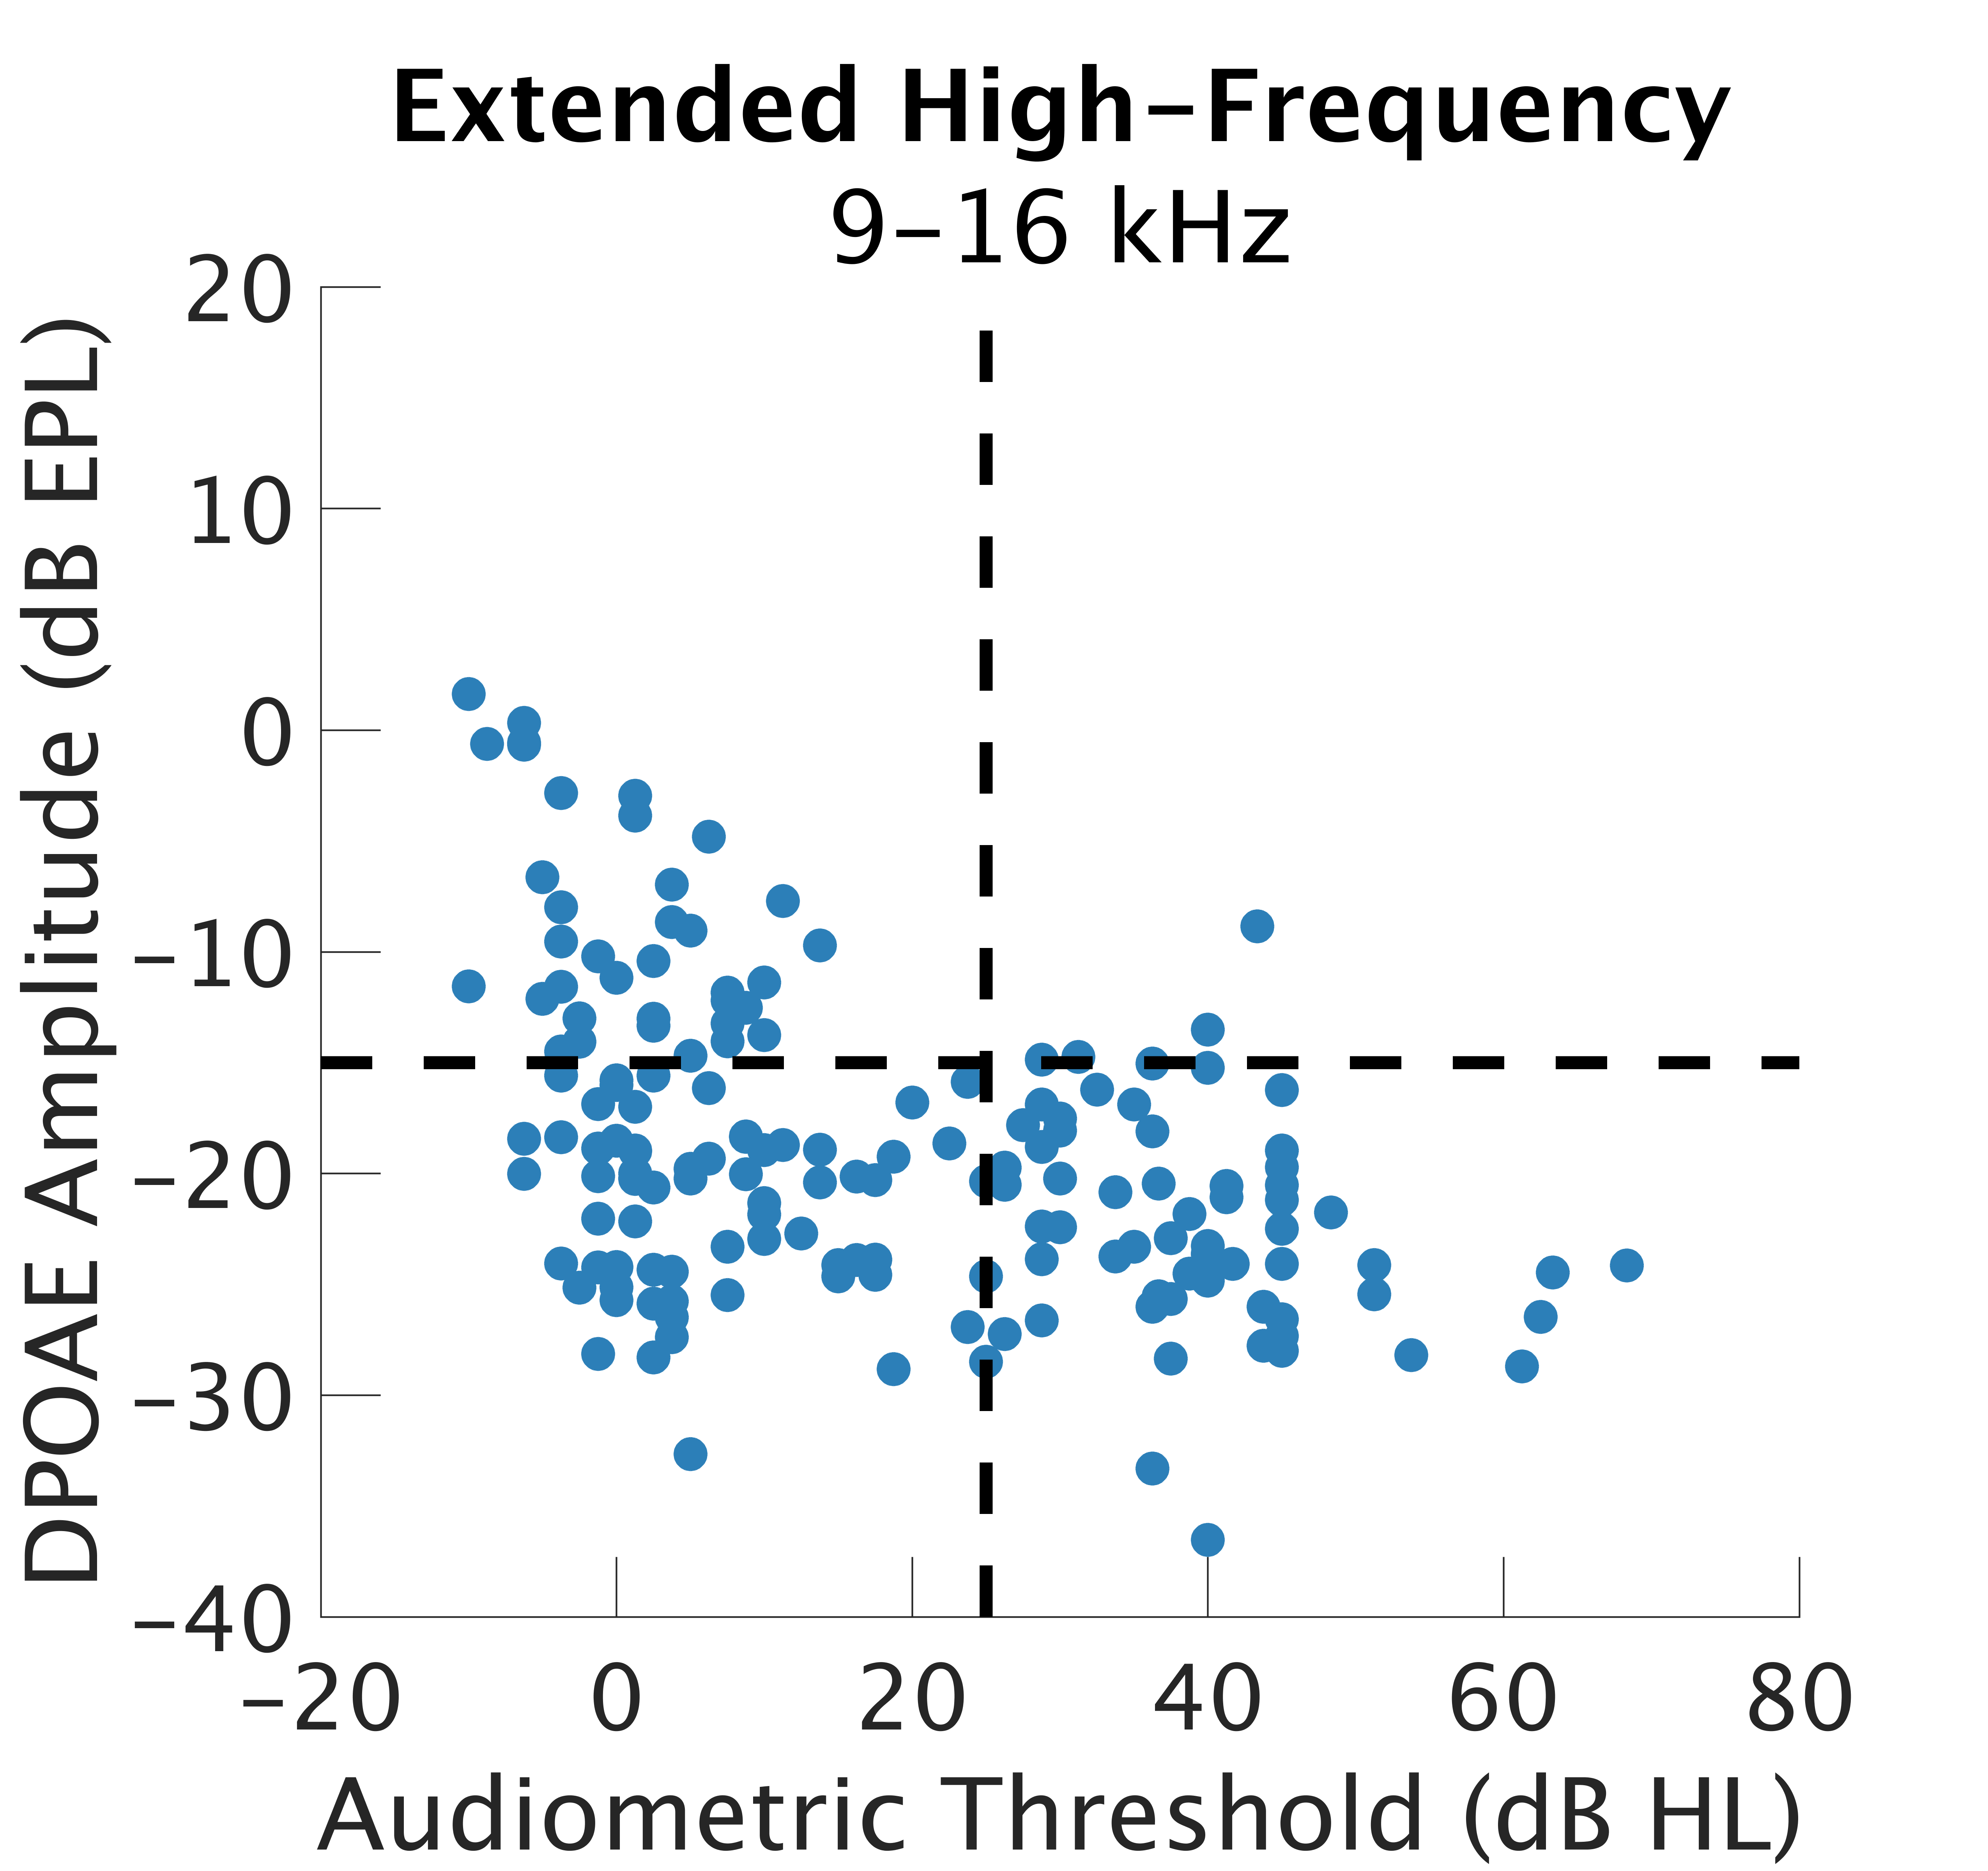 Extended High–Frequency
9–16 kHz
DPOAE Amplitude (dB EPL)
20
10
0
–10
–20
–30
–40
–20 0 20 40 60 80
Audiometric Threshold (dB HL)